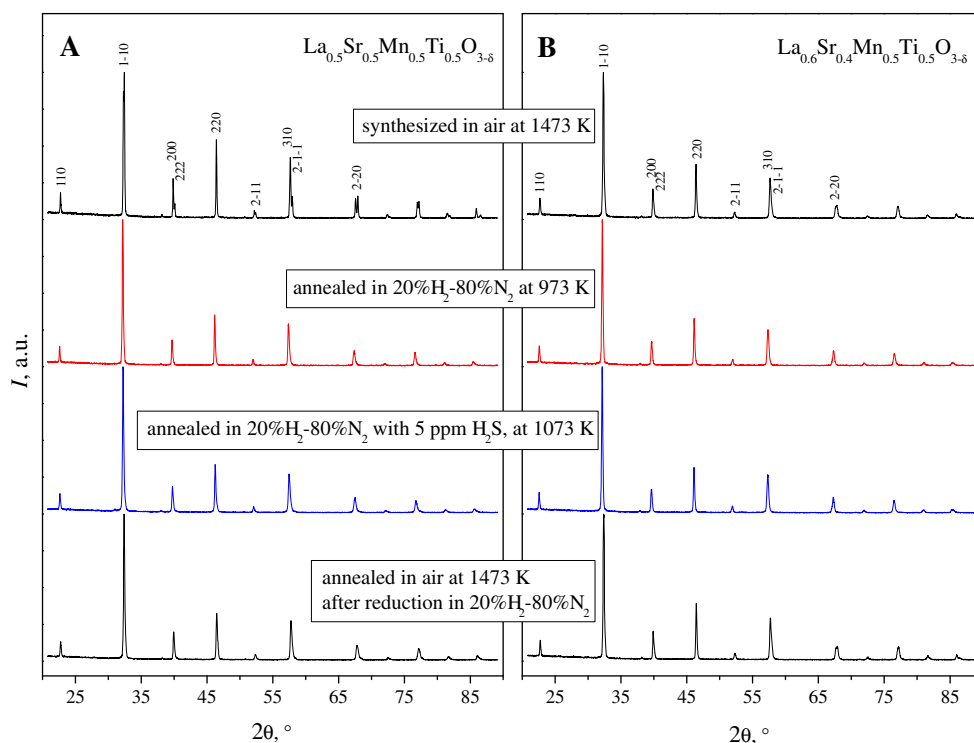 A
La₀.₅Sr₀.₅Mn₀.₅Ti₀.₅O₃₋δ
B
La₀.₆Sr₀.₄Mn₀.₅Ti₀.₅O₃₋δ
110
1-10
200
222
220
2-11
310
2-1-1
2-20
110
1-10
200
222
220
2-11
310
2-1-1
2-20
synthesized in air at 1473 K
annealed in 20%H₂-80%N₂ at 973 K
annealed in 20%H₂-80%N₂ with 5 ppm H₂S, at 1073 K
annealed in air at 1473 K
after reduction in 20%H₂-80%N₂
I, a.u.
25 35 45 55 65 75 85
25 35 45 55 65 75 85
2θ, °
2θ, °